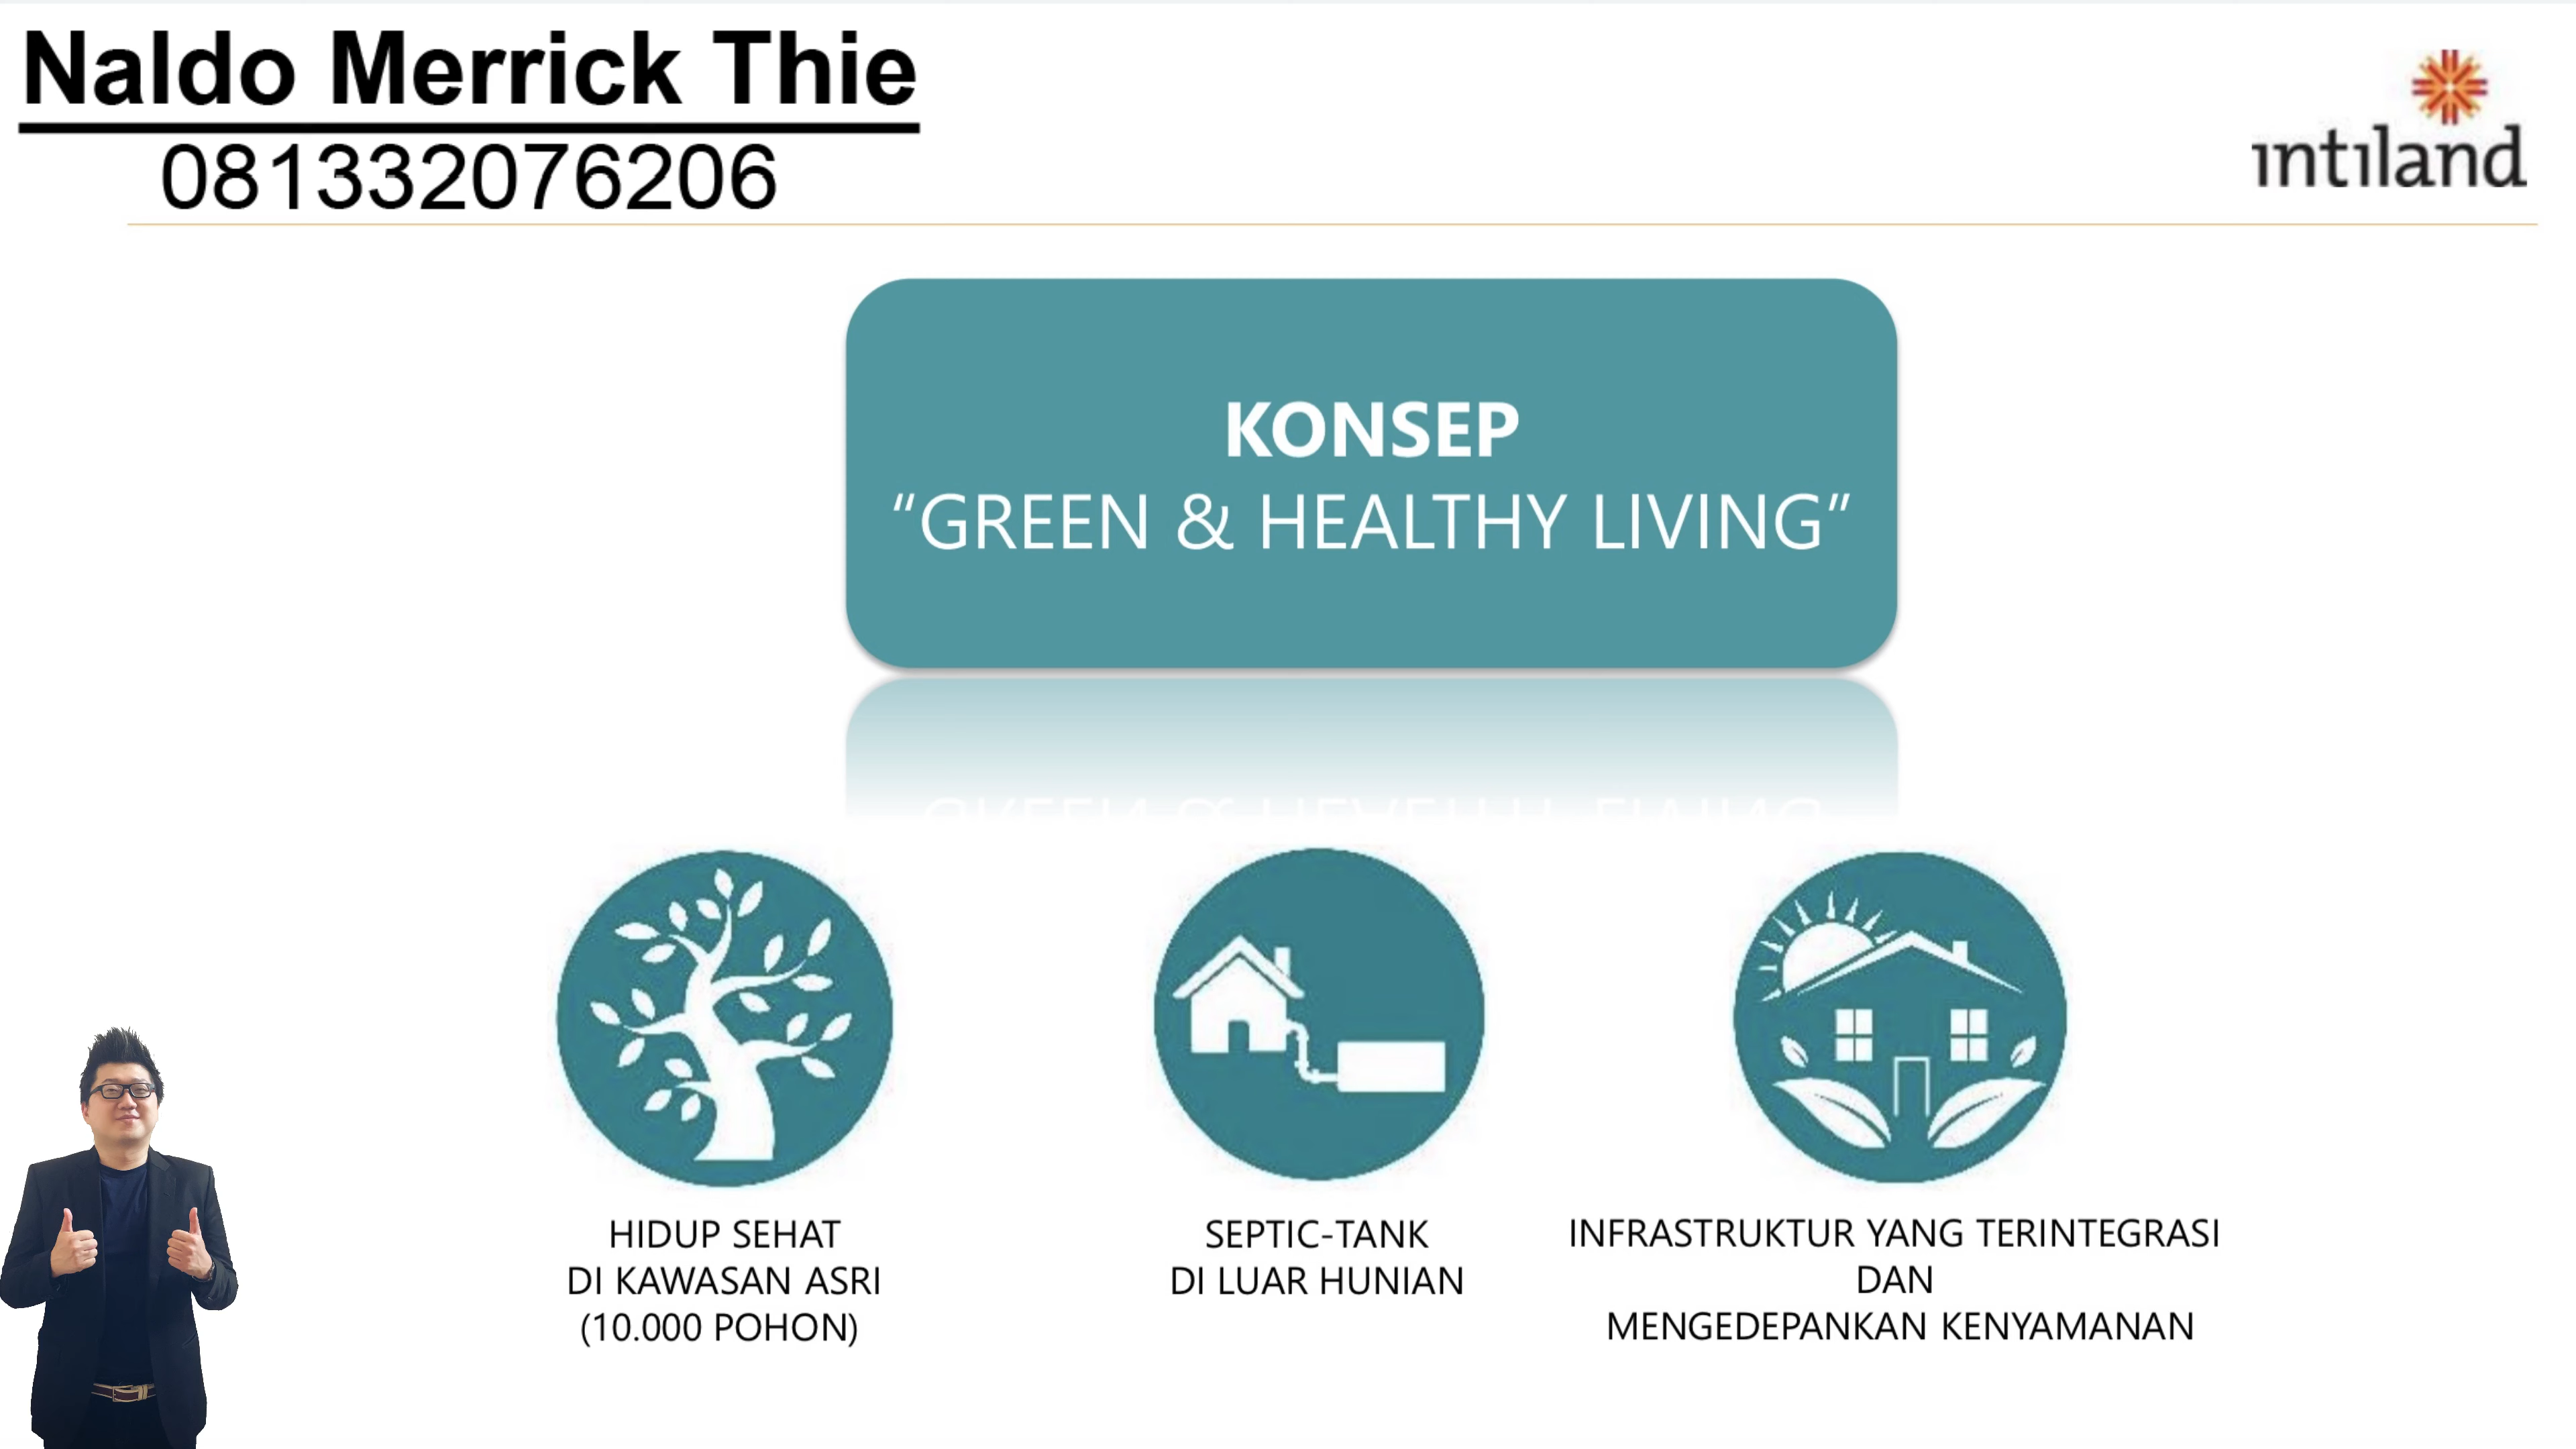 Naldo Merrick Thie
081332076206
intiland
KONSEP
“GREEN & HEALTHY LIVING”
HIDUP SEHAT
DI KAWASAN ASRI
(10.000 POHON)
SEPTIC-TANK
DI LUAR HUNIAN
INFRASTRUKTUR YANG TERINTEGRASI
DAN
MENGEDEPANKAN KENYAMANAN